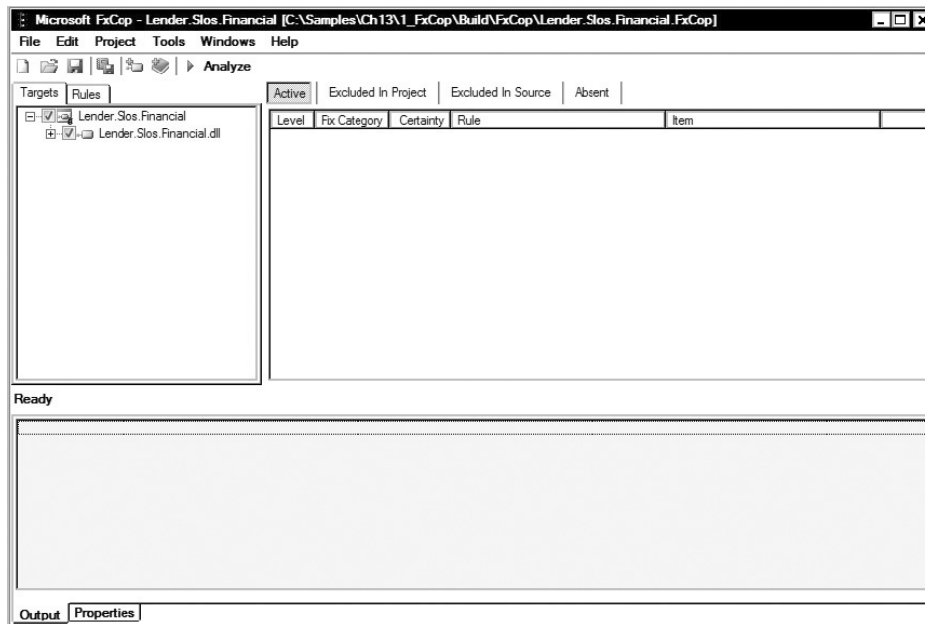 Microsoft FxCop - Lender.Slos.Financial [C:\Samples\Ch13\1_FxCop\Build\FxCop\Lender.Slos.Financial.FxCop]
File Edit Project Tools Windows Help
Analyze
Targets Rules
Active Excluded In Project Excluded In Source Absent
Lender.Slos.Financial
Lender.Slos.Financial.dll
Level Fix Category Certainty Rule Item
Ready
Output Properties